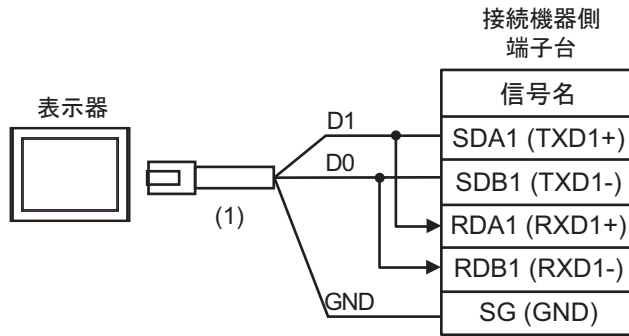 接続機器側
端子台
信号名
表示器
D1
SDA1 (TXD1+)
D0
SDB1 (TXD1-)
(1)
RDA1 (RXD1+)
RDB1 (RXD1-)
GND
SG (GND)